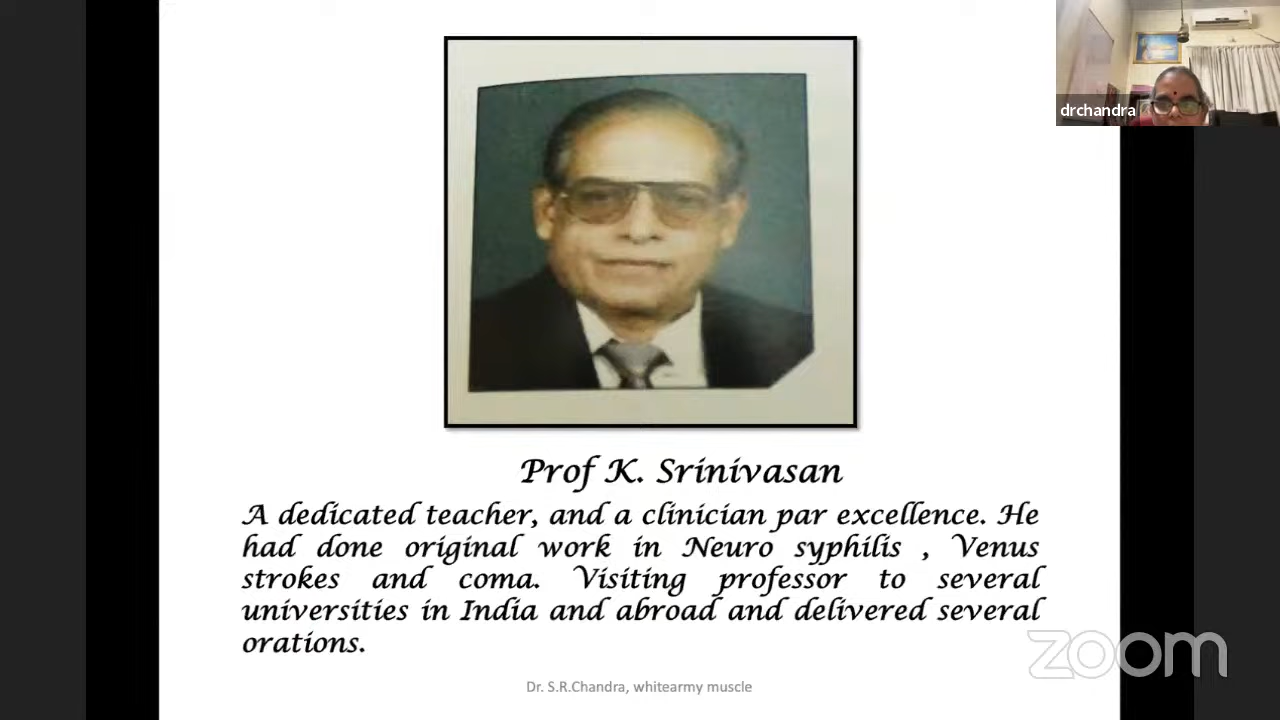 drchandra
Prof K. Srinivasan
A dedicated teacher, and a clinician par excellence. He
had done original work in Neuro syphilis , Venus
strokes and coma. Visiting professor to several
universities in India and abroad and delivered several
orations.
zoom
Dr. S.R.Chandra, whitearmy muscle